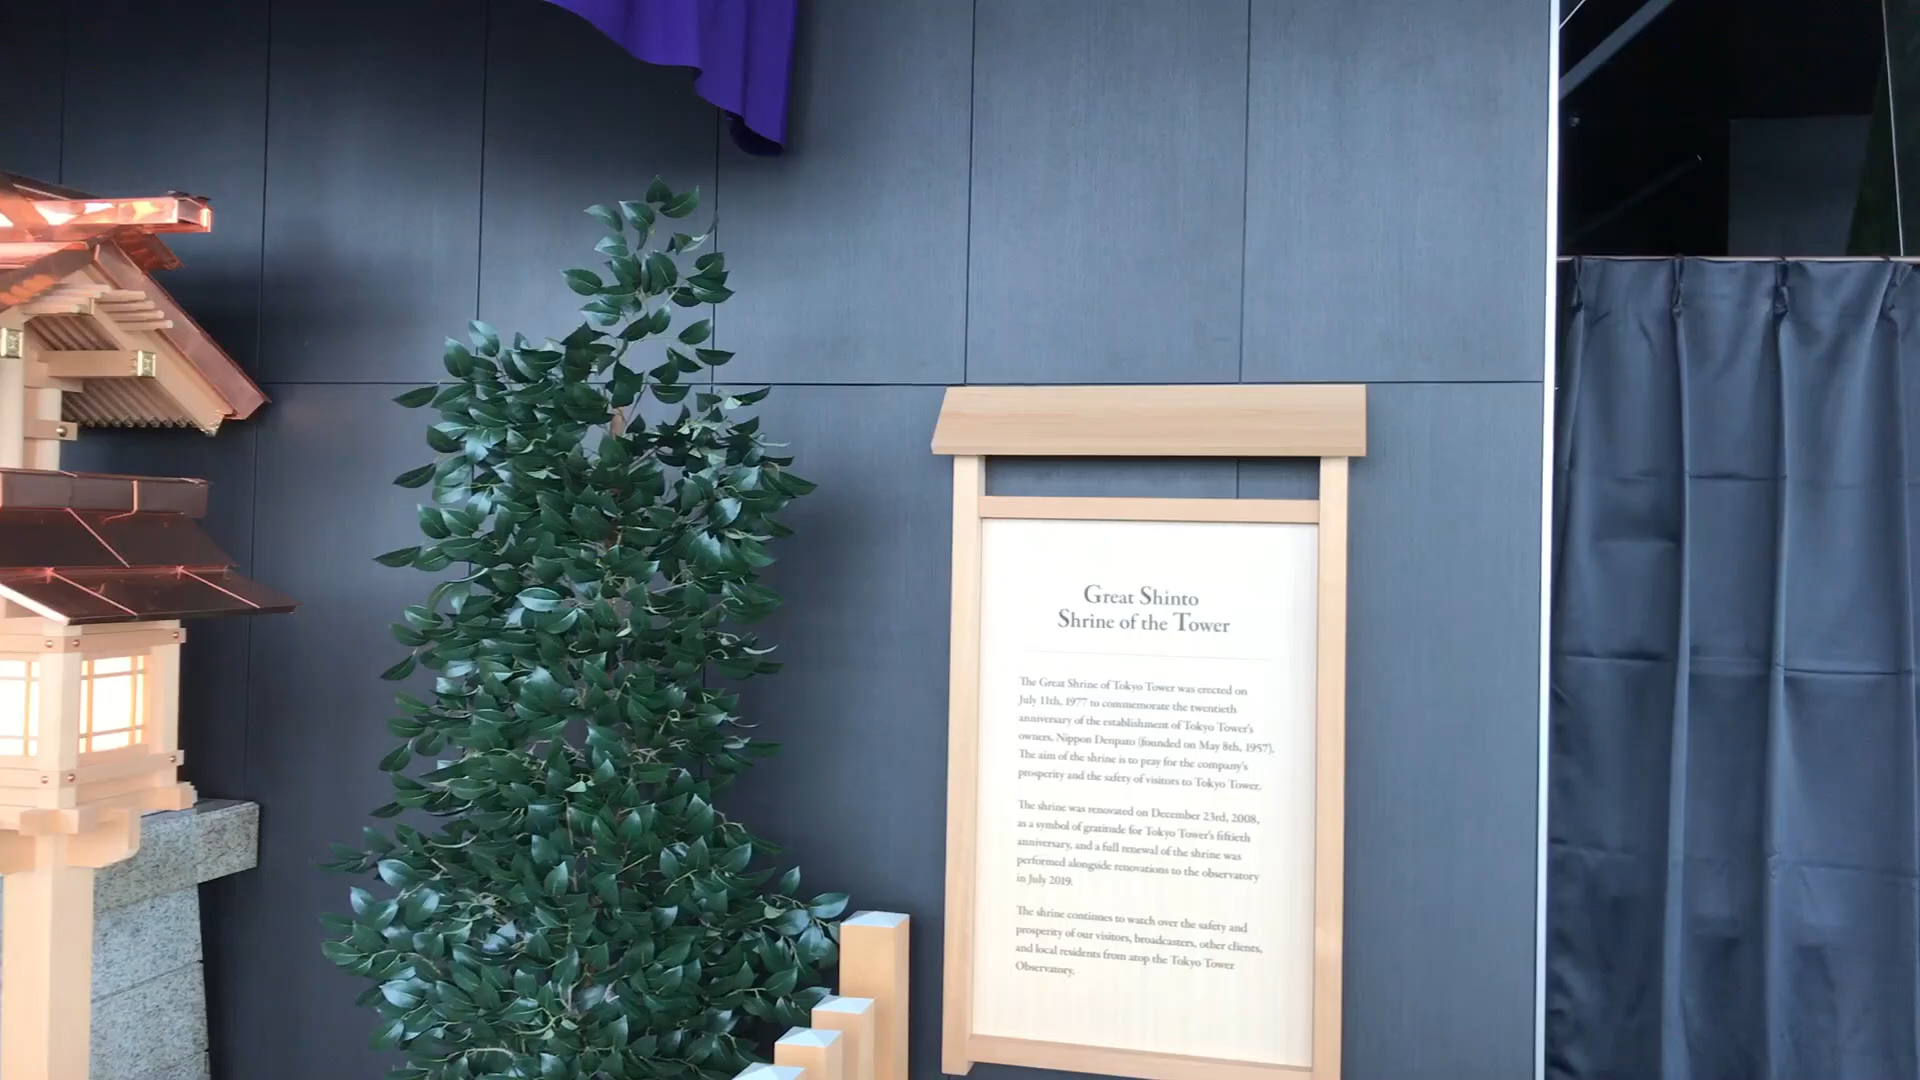 Great Shinto
Shrine of the Tower
The Great Shrine of Tokyo Tower was erected on
July 11th, 1977 to commemorate the twentieth
anniversary of the establishment of Tokyo Tower's
owners, Nippon Denpato (founded on May 8th, 1957).
The aim of the shrine is to pray for the company's
prosperity and the safety of visitors to Tokyo Tower.
The shrine was renovated on December 23rd, 2008,
as a symbol of gratitude for Tokyo Tower's fiftieth
anniversary, and a full renewal of the shrine was
performed alongside renovations to the observatory
in July 2019.
The shrine continues to watch over the safety and
prosperity of our visitors, broadcasters, other clients,
and local residents from atop the Tokyo Tower
Observatory.